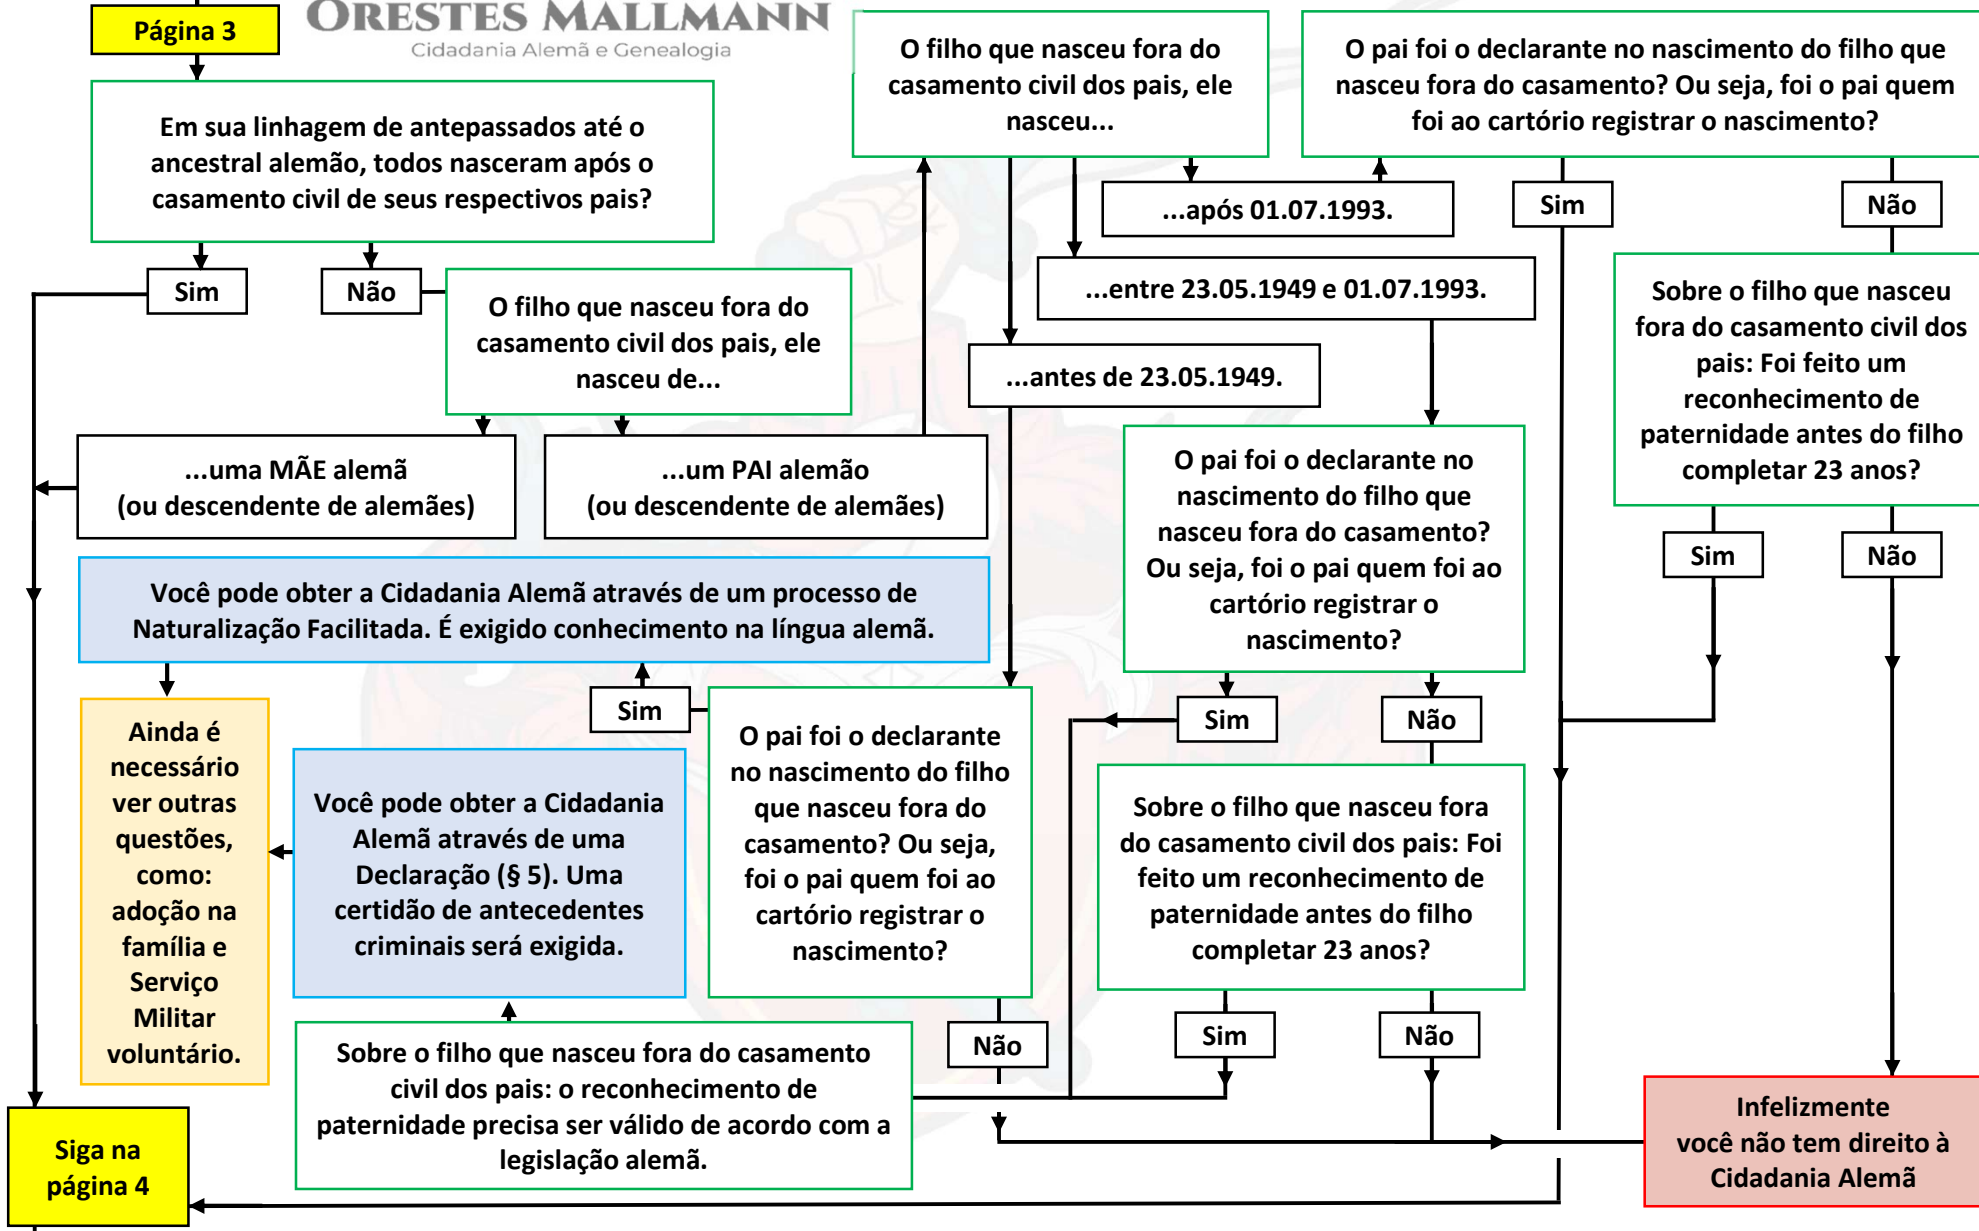 Página 3
ORESTES MALLMANN
Cidadania Alemã e Genealogia
Em sua linhagem de antepassados até o
ancestral alemão, todos nasceram após o
casamento civil de seus respectivos pais?
Sim
Não
O filho que nasceu fora do
casamento civil dos pais, ele
nasceu de...
...uma MÃE alemã
(ou descendente de alemães)
...um PAI alemão
(ou descendente de alemães)
O filho que nasceu fora do
casamento civil dos pais, ele
nasceu...
...após 01.07.1993.
...entre 23.05.1949 e 01.07.1993.
...antes de 23.05.1949.
O pai foi o declarante no nascimento do filho que
nasceu fora do casamento? Ou seja, foi o pai quem
foi ao cartório registrar o nascimento?
Sim
Não
Sobre o filho que nasceu
fora do casamento civil dos
pais: Foi feito um
reconhecimento de
paternidade antes do filho
completar 23 anos?
Sim
Não
O pai foi o declarante no
nascimento do filho que
nasceu fora do casamento?
Ou seja, foi o pai quem foi ao
cartório registrar o
nascimento?
Sim
Não
Sobre o filho que nasceu fora
do casamento civil dos pais: Foi
feito um reconhecimento de
paternidade antes do filho
completar 23 anos?
Sim
Não
Você pode obter a Cidadania Alemã através de um processo de
Naturalização Facilitada. É exigido conhecimento na língua alemã.
Sim
O pai foi o declarante
no nascimento do filho
que nasceu fora do
casamento? Ou seja,
foi o pai quem foi ao
cartório registrar o
nascimento?
Não
Ainda é
necessário
ver outras
questões,
como:
adoção na
família e
Serviço
Militar
voluntário.
Você pode obter a Cidadania
Alemã através de uma
Declaração (§ 5). Uma
certidão de antecedentes
criminais será exigida.
Sobre o filho que nasceu fora do casamento
civil dos pais: o reconhecimento de
paternidade precisa ser válido de acordo com a
legislação alemã.
Siga na
página 4
Infelizmente
você não tem direito à
Cidadania Alemã